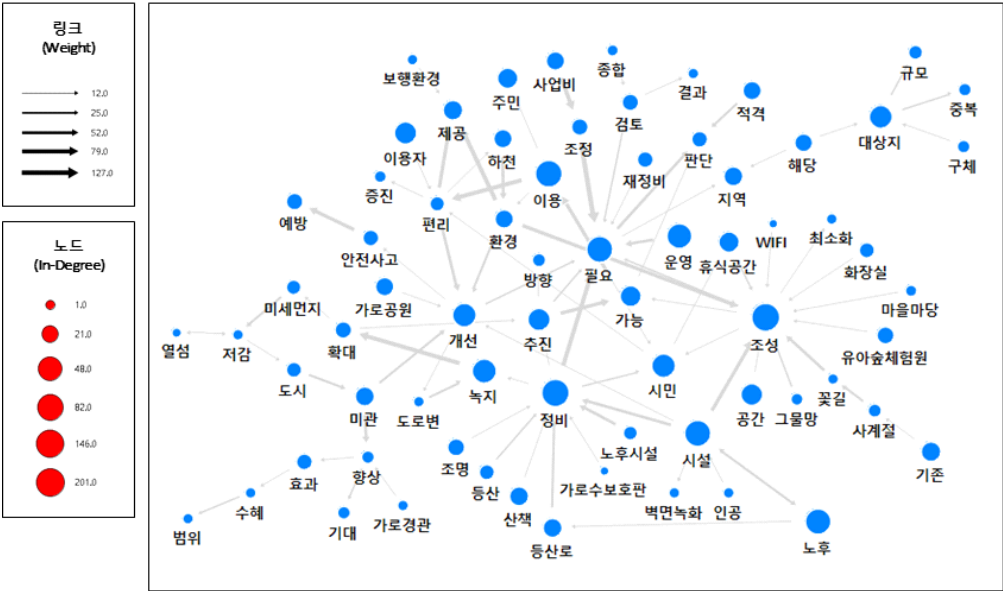 링크
(Weight)
12.0
25.0
52.0
79.0
127.0
노드
(In-Degree)
1.0
21.0
48.0
82.0
146.0
201.0
보행환경
주민
사업비
종합
결과
규모
제공
조정
검토
적격
중복
이용자
하천
재정비
판단
해당
대상지
구체
증진
이용
지역
예방
편리
환경
필요
운영
휴식공간
WIFI
최소화
안전사고
방향
화장실
미세먼지
가로공원
가능
마을마당
열섬
저감
확대
개선
추진
조성
유아숲체험원
도시
미관
도로변
녹지
정비
시민
공간
그물망
꽃길
사계절
효과
향상
조명
노후시설
시설
기존
수혜
등산
가로수보호판
벽면녹화
인공
범위
기대
가로경관
산책
등산로
노후